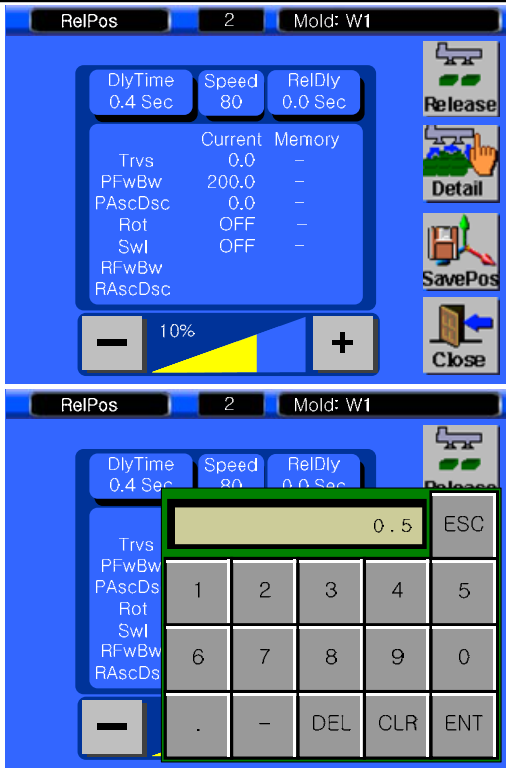 RelPos 2 Mold: W1
DlyTime Speed RelDly
0.4 Sec 80 0.0 Sec
Release
Current Memory
Trvs 0.0 -
PFwBw 200.0 -
PAscDsc 0.0 -
Rot OFF -
Swl OFF -
RFwBw
RAscDsc
Detail
SavePos
- 10% +
Close
RelPos 2 Mold: W1
DlyTime Speed RelDly
0.4 Sec 80 0.0 Sec
Release
0.5 ESC
Trvs
PFwBw
PAscDs
Rot
Swl
RFwBw
RAscDs
1 2 3 4 5
6 7 8 9 0
. - DEL CLR ENT
-